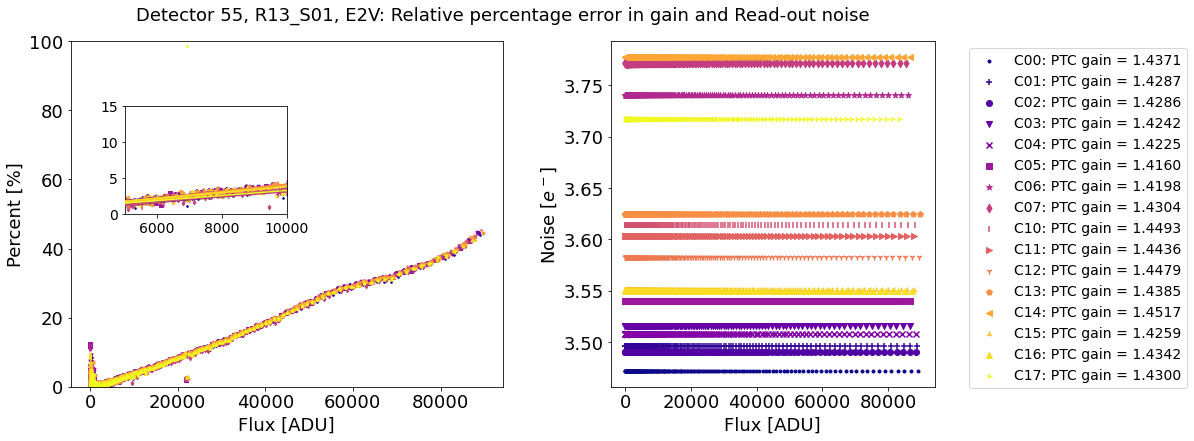 Detector 55, R13_S01, E2V: Relative percentage error in gain and Read-out noise
100
80
60
40
20
0
Percent [%]
0 20000 40000 60000 80000
Flux [ADU]
15
10
5
0
6000 8000 10000
3.75
3.70
3.65
3.60
3.55
3.50
Noise [e⁻]
0 20000 40000 60000 80000
Flux [ADU]
C00: PTC gain = 1.4371
C01: PTC gain = 1.4287
C02: PTC gain = 1.4286
C03: PTC gain = 1.4242
C04: PTC gain = 1.4225
C05: PTC gain = 1.4160
C06: PTC gain = 1.4198
C07: PTC gain = 1.4304
C10: PTC gain = 1.4493
C11: PTC gain = 1.4436
C12: PTC gain = 1.4479
C13: PTC gain = 1.4385
C14: PTC gain = 1.4517
C15: PTC gain = 1.4259
C16: PTC gain = 1.4342
C17: PTC gain = 1.4300